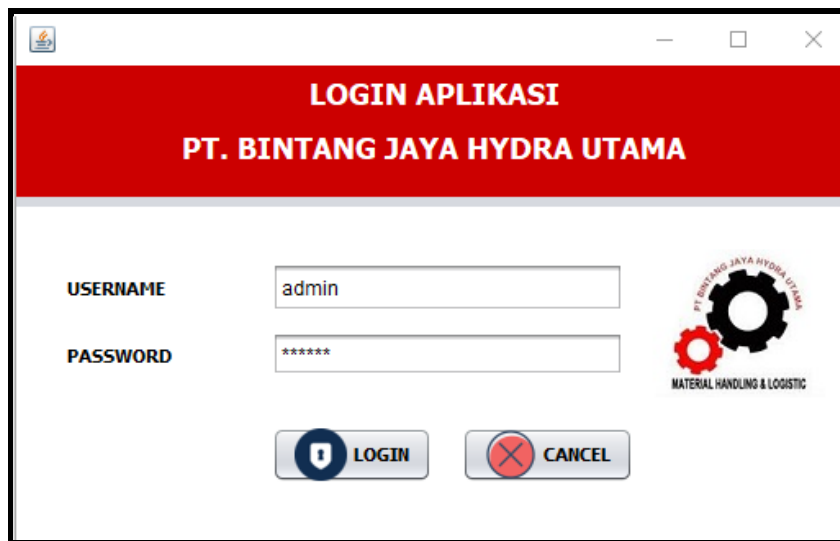 LOGIN APLIKASI
PT. BINTANG JAYA HYDRA UTAMA
USERNAME
admin
PASSWORD
******
PT BINTANG JAYA HYDRA UTAMA
MATERIAL HANDLING & LOGISTIC
LOGIN
CANCEL